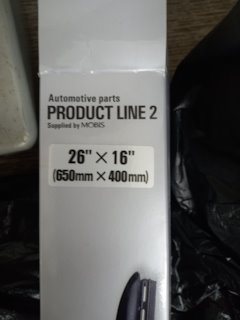 Automotive parts
PRODUCT LINE 2
Supplied by MOBIS
26" × 16"
(650mm × 400mm)